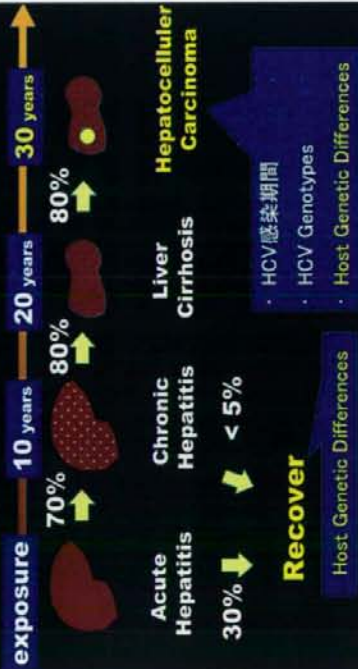 exposure
10 years
20 years
30 years
70%
80%
80%
Acute
Hepatitis
Chronic
Hepatitis
Liver
Cirrhosis
Hepatocelluler
Carcinoma
30%
< 5%
Recover
Host Genetic Differences
・ HCV感染期間
・ HCV Genotypes
・ Host Genetic Differences